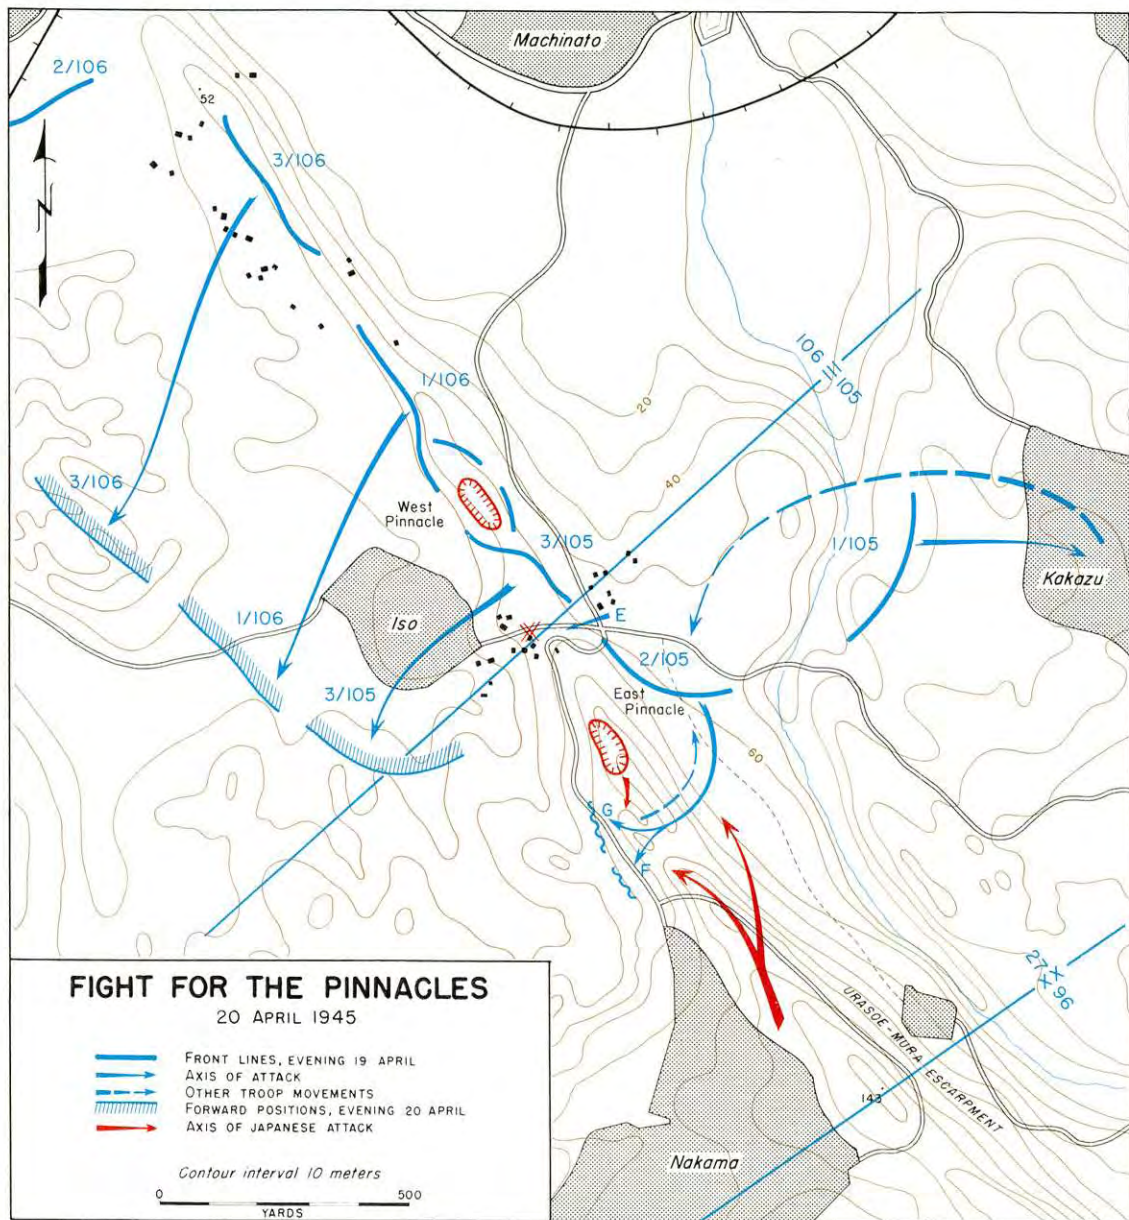 Machinato
2/106
52
3/106
106 105
1/106
20
3/106
West
Pinnacle
40
3/105
1/105
Kakazu
E
Iso
1/106
2/105
3/105
East
Pinnacle
60
G
F
27 XX 96
URASOE-MURA ESCARPMENT
143
Nakama
N
FIGHT FOR THE PINNACLES
20 APRIL 1945
FRONT LINES, EVENING 19 APRIL
AXIS OF ATTACK
OTHER TROOP MOVEMENTS
FORWARD POSITIONS, EVENING 20 APRIL
AXIS OF JAPANESE ATTACK
Contour interval 10 meters
0 500
YARDS